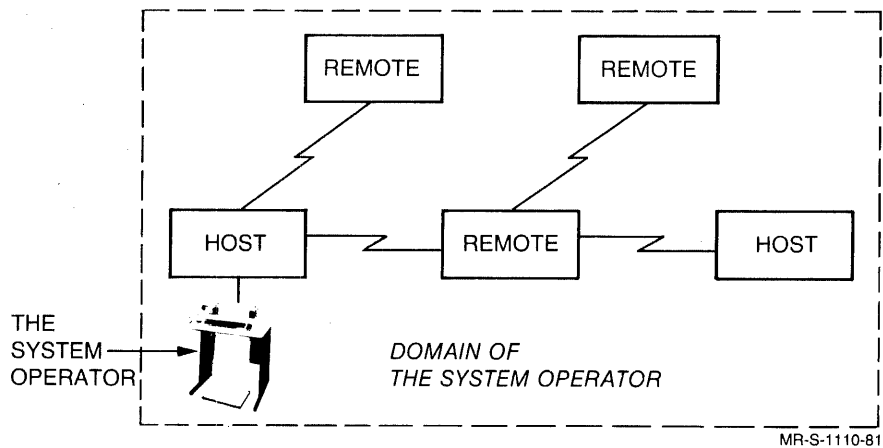 REMOTE
REMOTE
HOST
REMOTE
HOST
THE
SYSTEM
OPERATOR
DOMAIN OF
THE SYSTEM OPERATOR
MR-S-1110-81